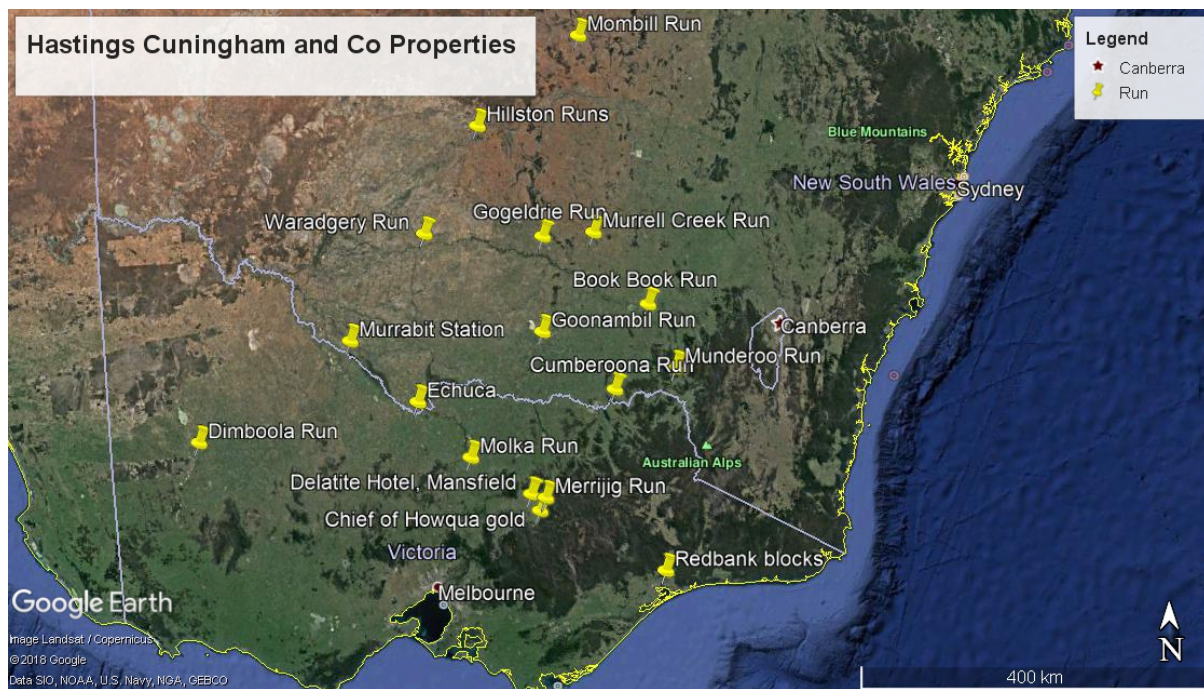 Hastings Cuningham and Co Properties
Mombill Run
Legend
Canberra
Run
Hillston Runs
Blue Mountains
New South Wales
Sydney
Waradgery Run
Gogeldrie Run
Murrell Creek Run
Book Book Run
Murrabit Station
Goonambil Run
Canberra
Cumberoona Run
Munderoo Run
Echuca
Dimboola Run
Molka Run
Australian Alps
Delatite Hotel, Mansfield
Merrijig Run
Chief of Howqua gold
Victoria
Redbank blocks
Melbourne
Google Earth
Image Landsat / Copernicus
©2018 Google
Data SIO, NOAA, U.S. Navy, NGA, GEBCO
N
400 km